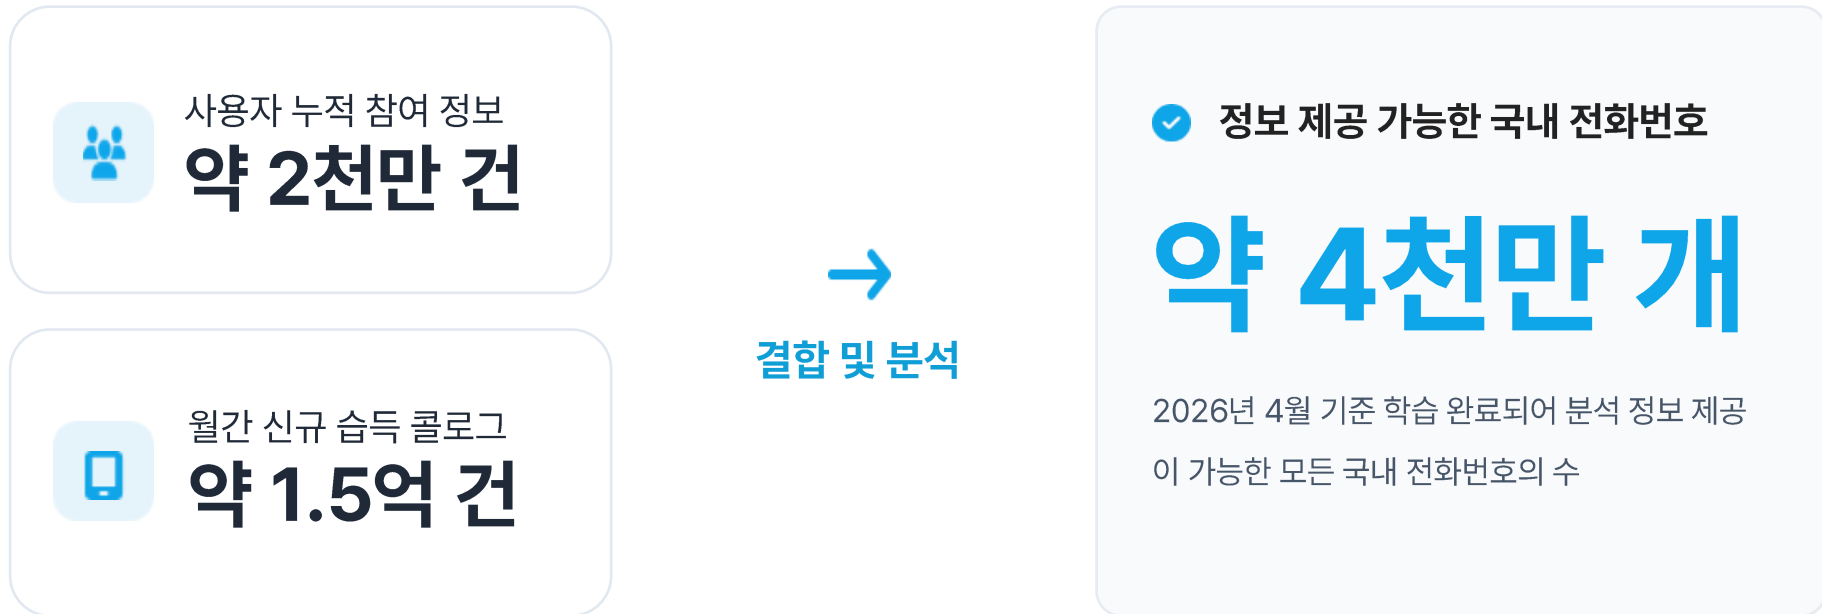 사용자 누적 참여 정보
약 2천만 건
월간 신규 습득 콜로그
약 1.5억 건
결합 및 분석
정보 제공 가능한 국내 전화번호
약 4천만 개
2026년 4월 기준 학습 완료되어 분석 정보 제공
이 가능한 모든 국내 전화번호의 수